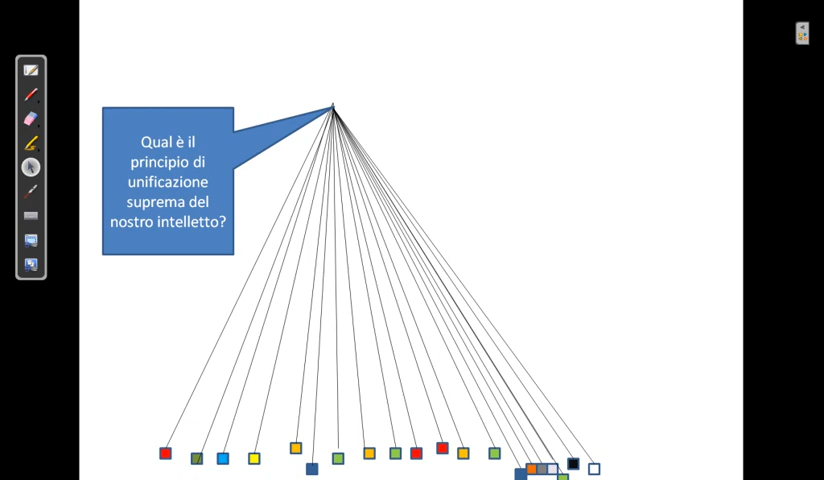 Qual è il
principio di
unificazione
suprema del
nostro intelletto?